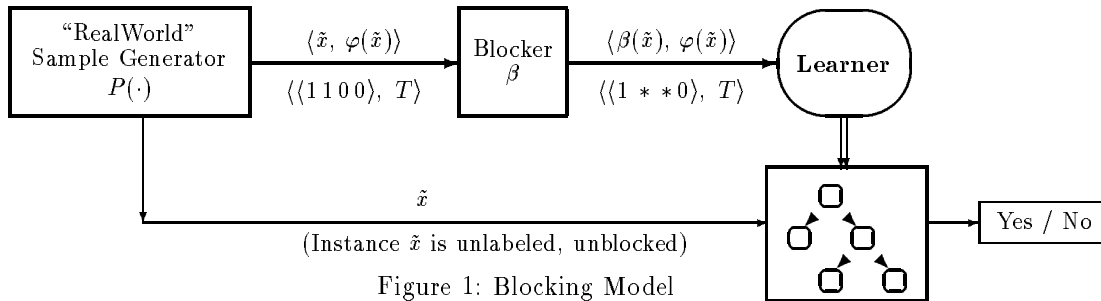 “RealWorld”
Sample Generator
P(·)
⟨x̃, φ(x̃)⟩
⟨⟨1 1 0 0⟩, T⟩
Blocker
β
⟨β(x̃), φ(x̃)⟩
⟨⟨1 * * 0⟩, T⟩
Learner
x̃
(Instance x̃ is unlabeled, unblocked)
Yes / No
Figure 1: Blocking Model